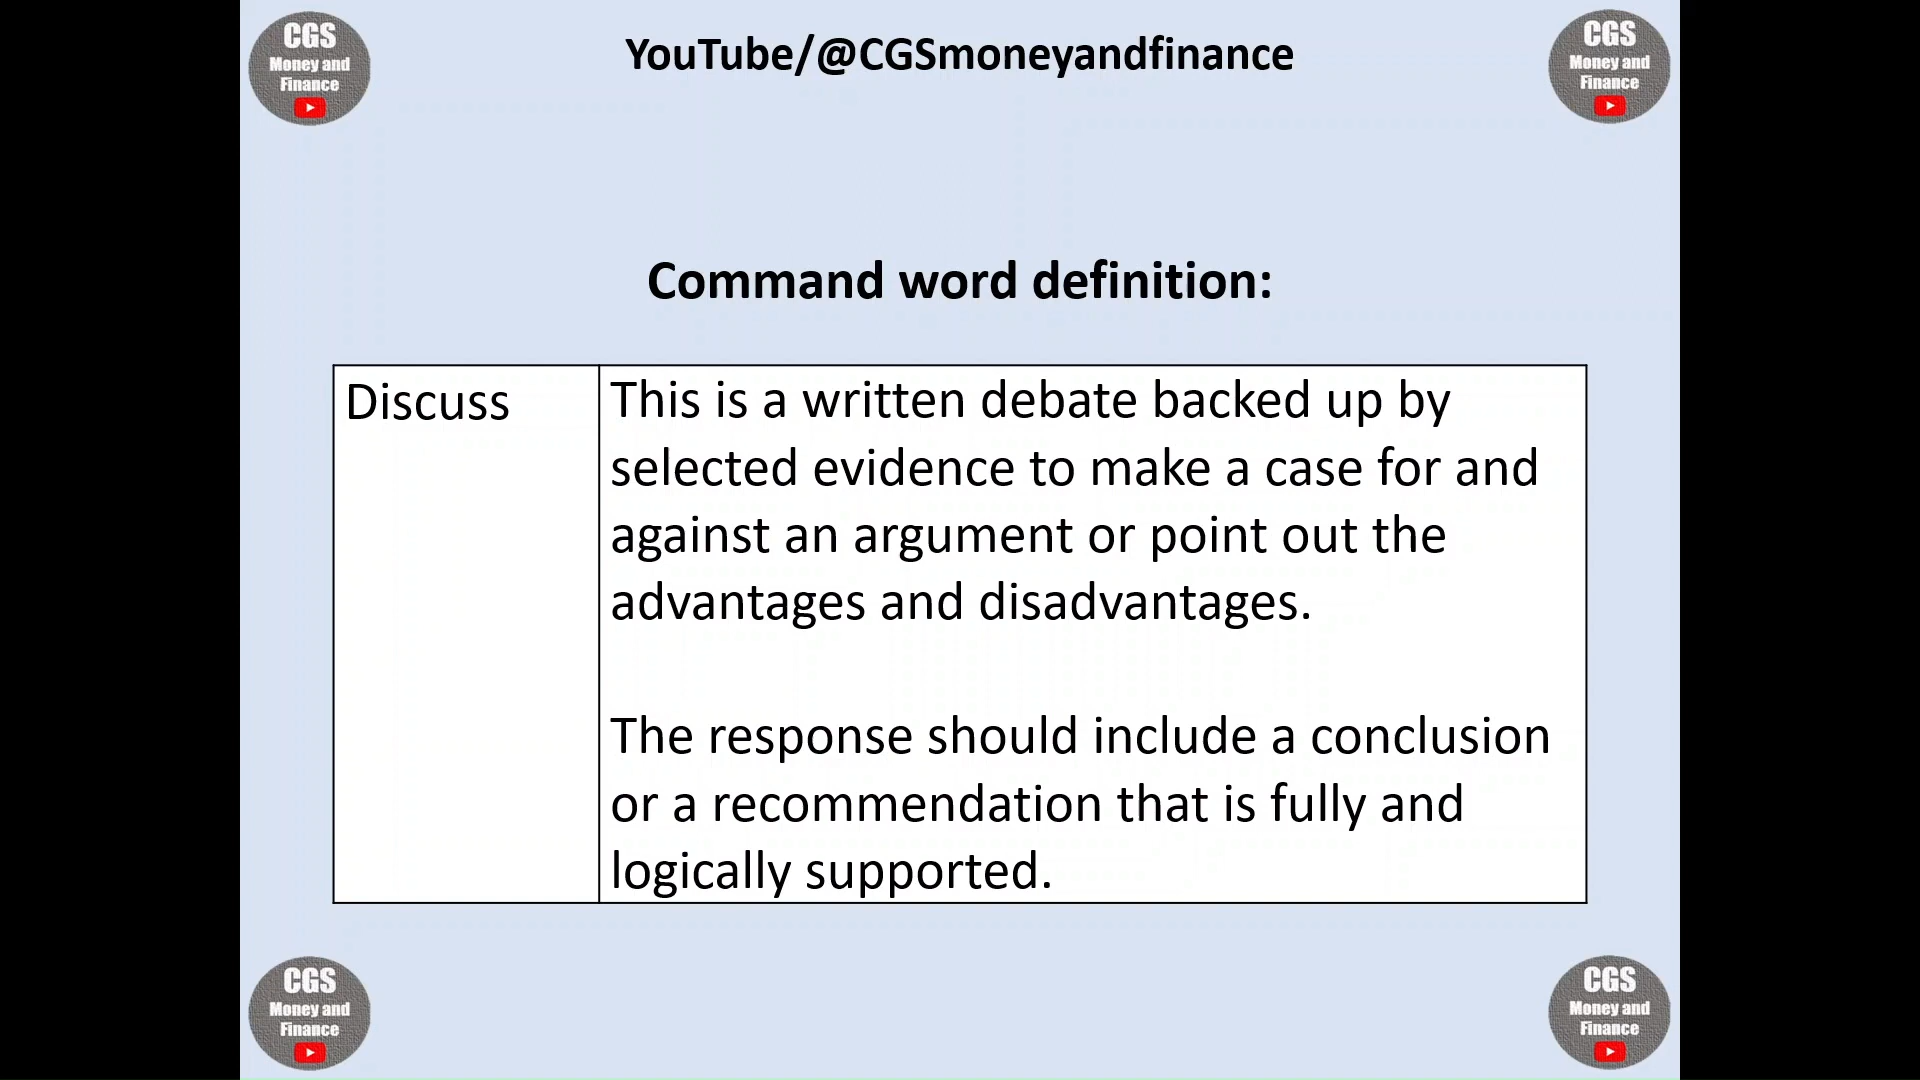 CGS
Money and
Finance
YouTube/@CGSmoneyandfinance
CGS
Money and
Finance
Command word definition:
Discuss
This is a written debate backed up by
selected evidence to make a case for and
against an argument or point out the
advantages and disadvantages.
The response should include a conclusion
or a recommendation that is fully and
logically supported.
CGS
Money and
Finance
CGS
Money and
Finance